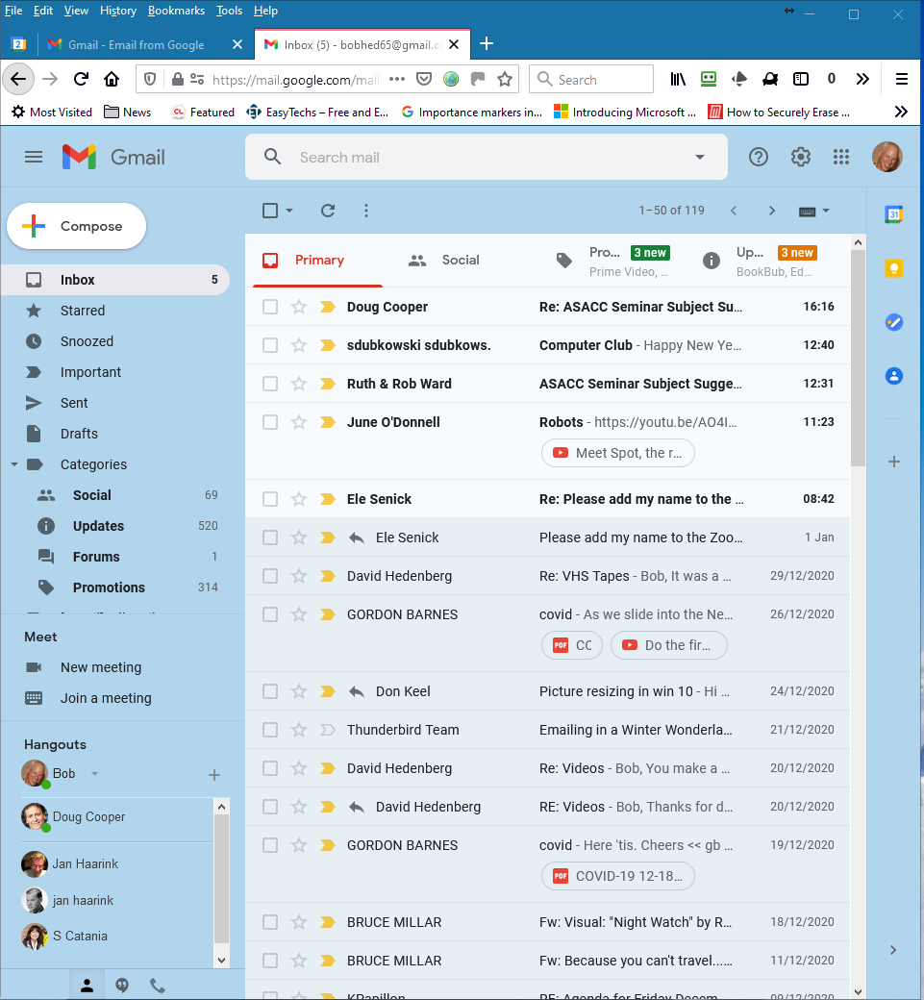 File Edit View History Bookmarks Tools Help
2 Gmail - Email from Google Inbox (5) - bobhed65@gmail.c
https://mail.google.com/mai Search 0
Most Visited News CL Featured EasyTechs – Free and E... Importance markers in... Introducing Microsoft ... How to Securely Erase ...
Gmail Search mail
Compose 1–50 of 119
31
Primary Social Pro... 3 new Up... 3 new
Prime Video, ... BookBub, Ed...
Inbox 5
Starred
Snoozed
Important
Sent
Drafts
Categories
Social 69
Updates 520
Forums 1
Promotions 314
Meet
New meeting
Join a meeting
Hangouts
Bob
Doug Cooper
Jan Haarink
jan haarink
S Catania
Doug Cooper Re: ASACC Seminar Subject Su... 16:16
sdubkowski sdubkows. Computer Club - Happy New Ye... 12:40
Ruth & Rob Ward ASACC Seminar Subject Sugge... 12:31
June O'Donnell Robots - https://youtu.be/AO4I... 11:23
Meet Spot, the r...
Ele Senick Re: Please add my name to the ... 08:42
Ele Senick Please add my name to the Zoo... 1 Jan
David Hedenberg Re: VHS Tapes - Bob, It was a ... 29/12/2020
GORDON BARNES covid - As we slide into the Ne... 26/12/2020
PDF CC Do the fir...
Don Keel Picture resizing in win 10 - Hi ... 24/12/2020
Thunderbird Team Emailing in a Winter Wonderla... 21/12/2020
David Hedenberg Re: Videos - Bob, You make a ... 20/12/2020
David Hedenberg RE: Videos - Bob, Thanks for d... 20/12/2020
GORDON BARNES covid - Here 'tis. Cheers << gb ... 19/12/2020
PDF COVID-19 12-18...
BRUCE MILLAR Fw: Visual: "Night Watch" by R... 18/12/2020
BRUCE MILLAR Fw: Because you can't travel...... 11/12/2020
KPapillon RE: Agenda for Friday Decem...